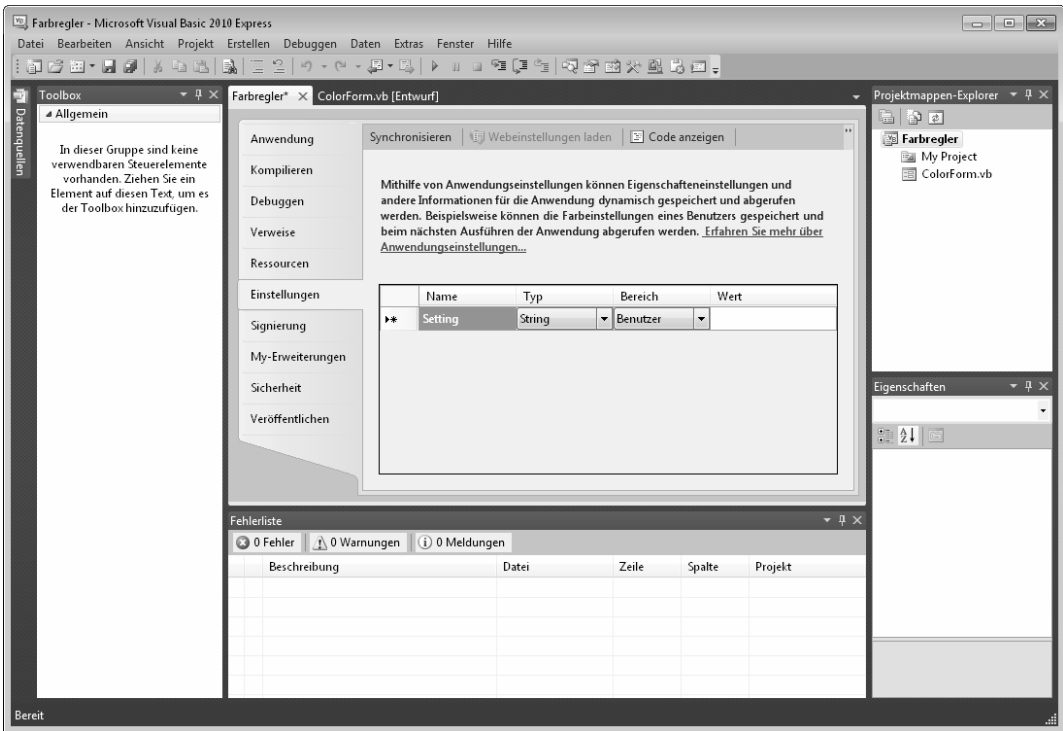 Farbregler - Microsoft Visual Basic 2010 Express
Datei Bearbeiten Ansicht Projekt Erstellen Debuggen Daten Extras Fenster Hilfe
Datenquellen
Toolbox
Allgemein
In dieser Gruppe sind keine
verwendbaren Steuerelemente
vorhanden. Ziehen Sie ein
Element auf diesen Text, um es
der Toolbox hinzuzufügen.
Farbregler* ColorForm.vb [Entwurf]
Anwendung
Kompilieren
Debuggen
Verweise
Ressourcen
Einstellungen
Signierung
My-Erweiterungen
Sicherheit
Veröffentlichen
Synchronisieren Webeinstellungen laden Code anzeigen
Mithilfe von Anwendungseinstellungen können Eigenschafteneinstellungen und
andere Informationen für die Anwendung dynamisch gespeichert und abgerufen
werden. Beispielsweise können die Farbeinstellungen eines Benutzers gespeichert und
beim nächsten Ausführen der Anwendung abgerufen werden. Erfahren Sie mehr über
Anwendungseinstellungen...
Name Typ Bereich Wert
Setting String Benutzer
Projektmappen-Explorer
Farbregler
My Project
ColorForm.vb
Eigenschaften
Fehlerliste
0 Fehler 0 Warnungen 0 Meldungen
Beschreibung Datei Zeile Spalte Projekt
Bereit